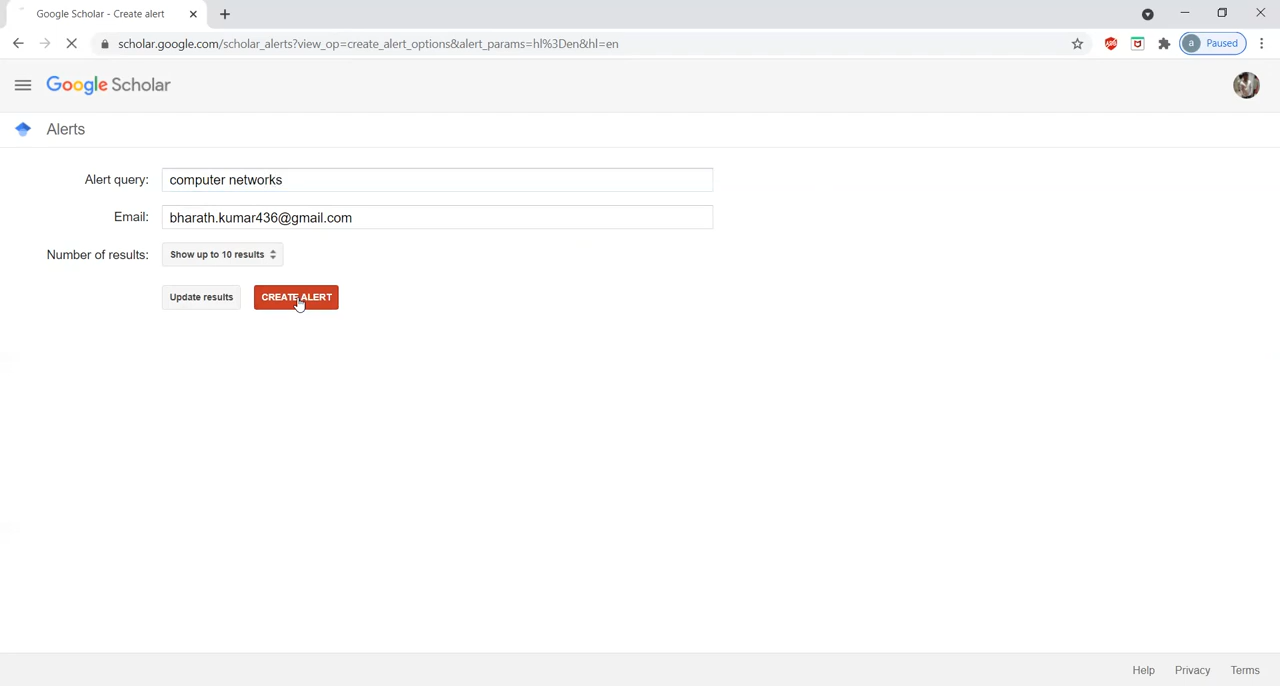 Google Scholar - Create alert
scholar.google.com/scholar_alerts?view_op=create_alert_options&alert_params=hl%3Den&hl=en
a Paused
Google Scholar
Alerts
Alert query: computer networks
Email: bharath.kumar436@gmail.com
Number of results: Show up to 10 results
Update results CREATE ALERT
Help Privacy Terms